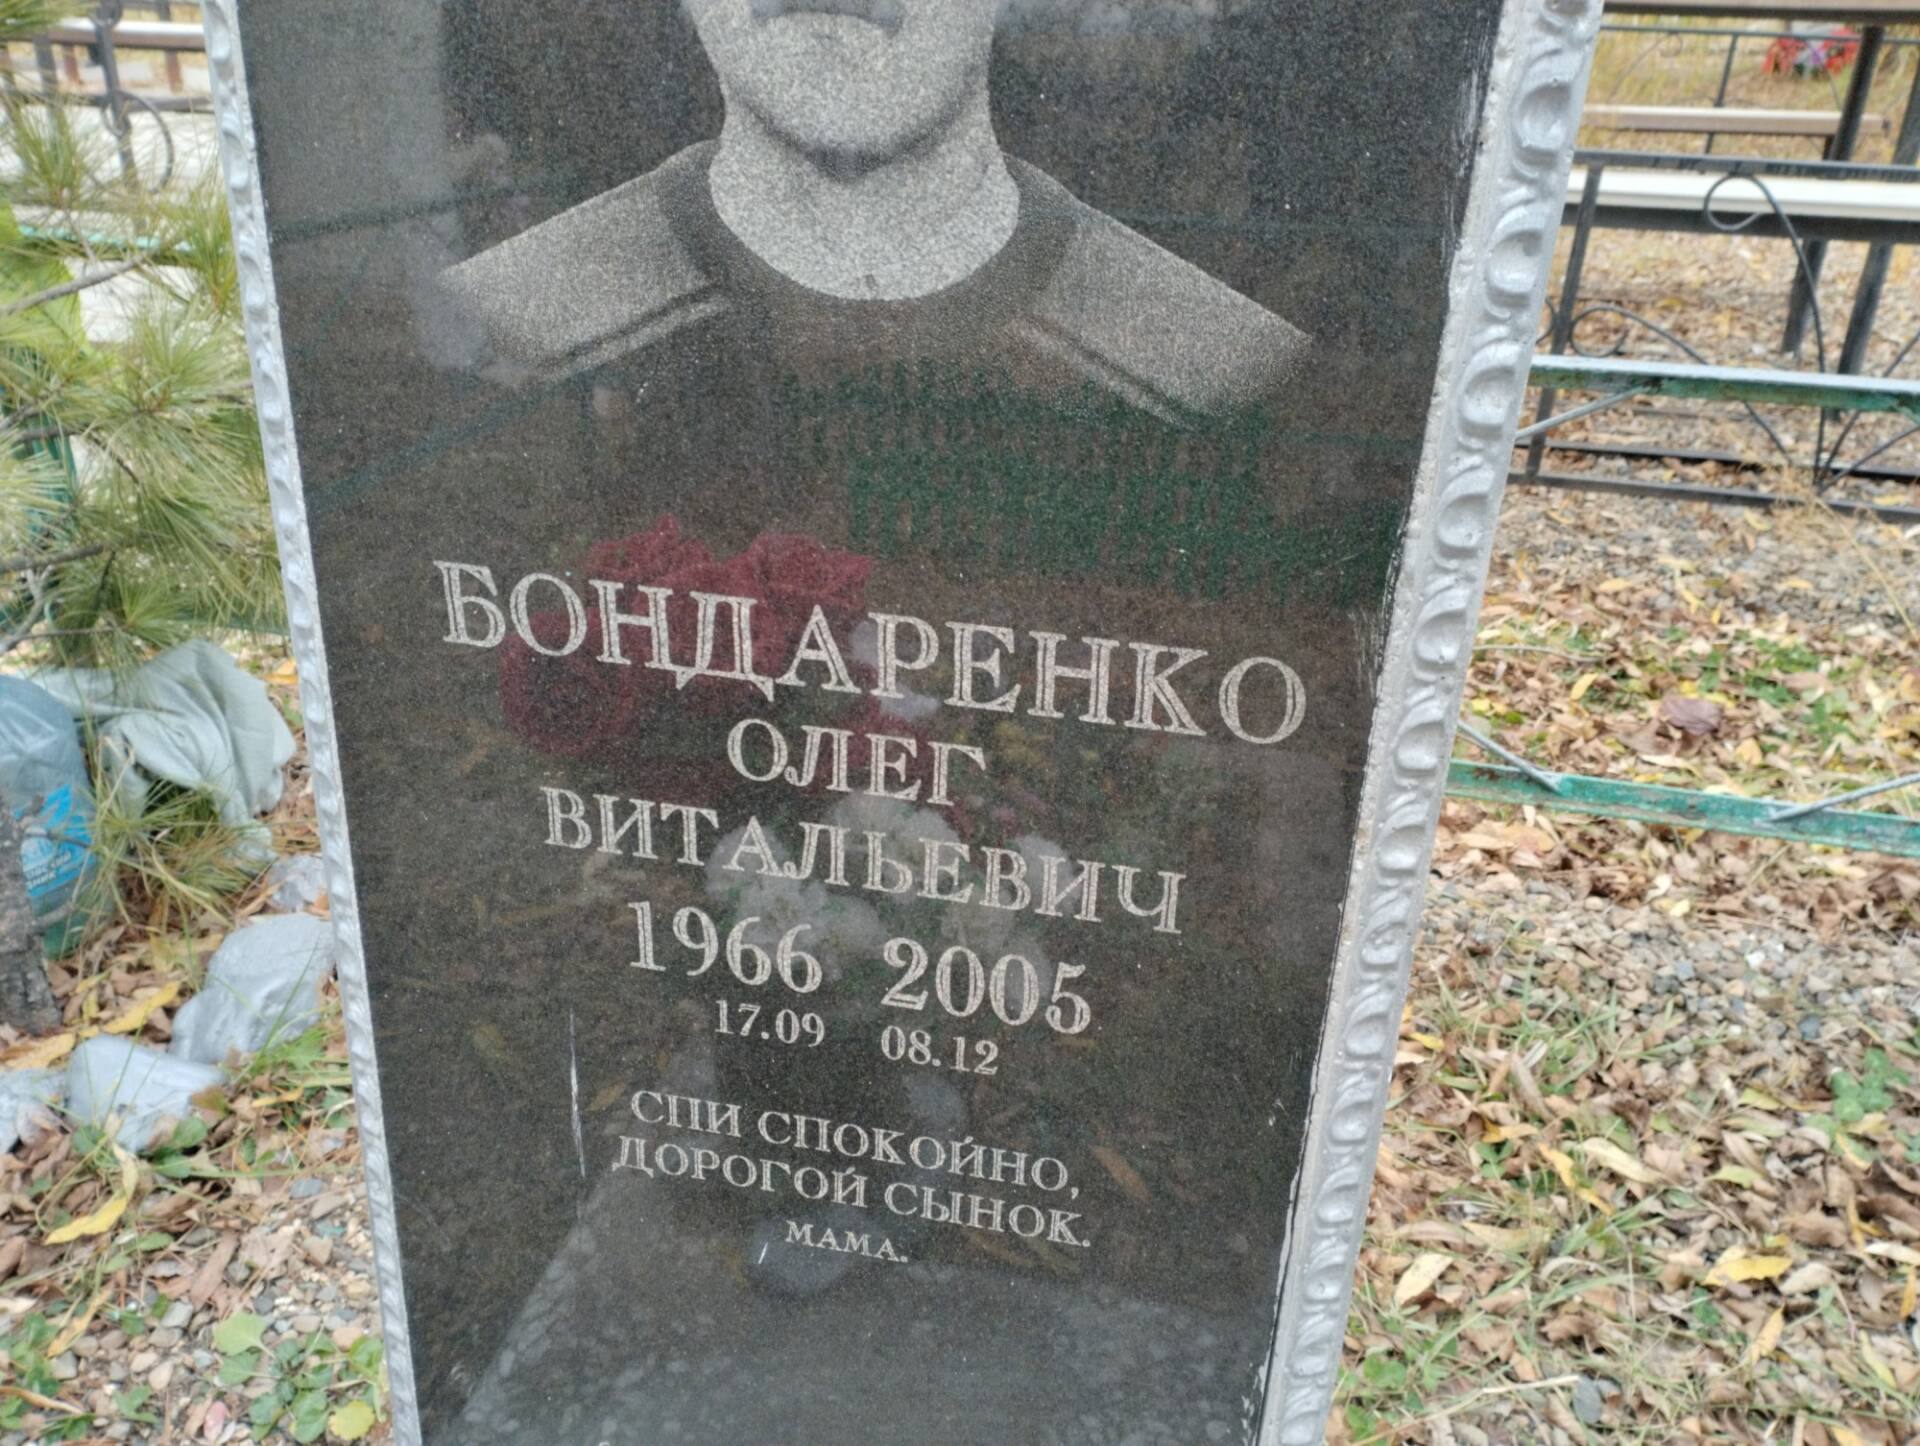 БОНДАРЕНКО
ОЛЕГ
ВИТАЛЬЕВИЧ
1966 2005
17.09 08.12
СПИ СПОКОЙНО,
ДОРОГОЙ СЫНОК.
МАМА.